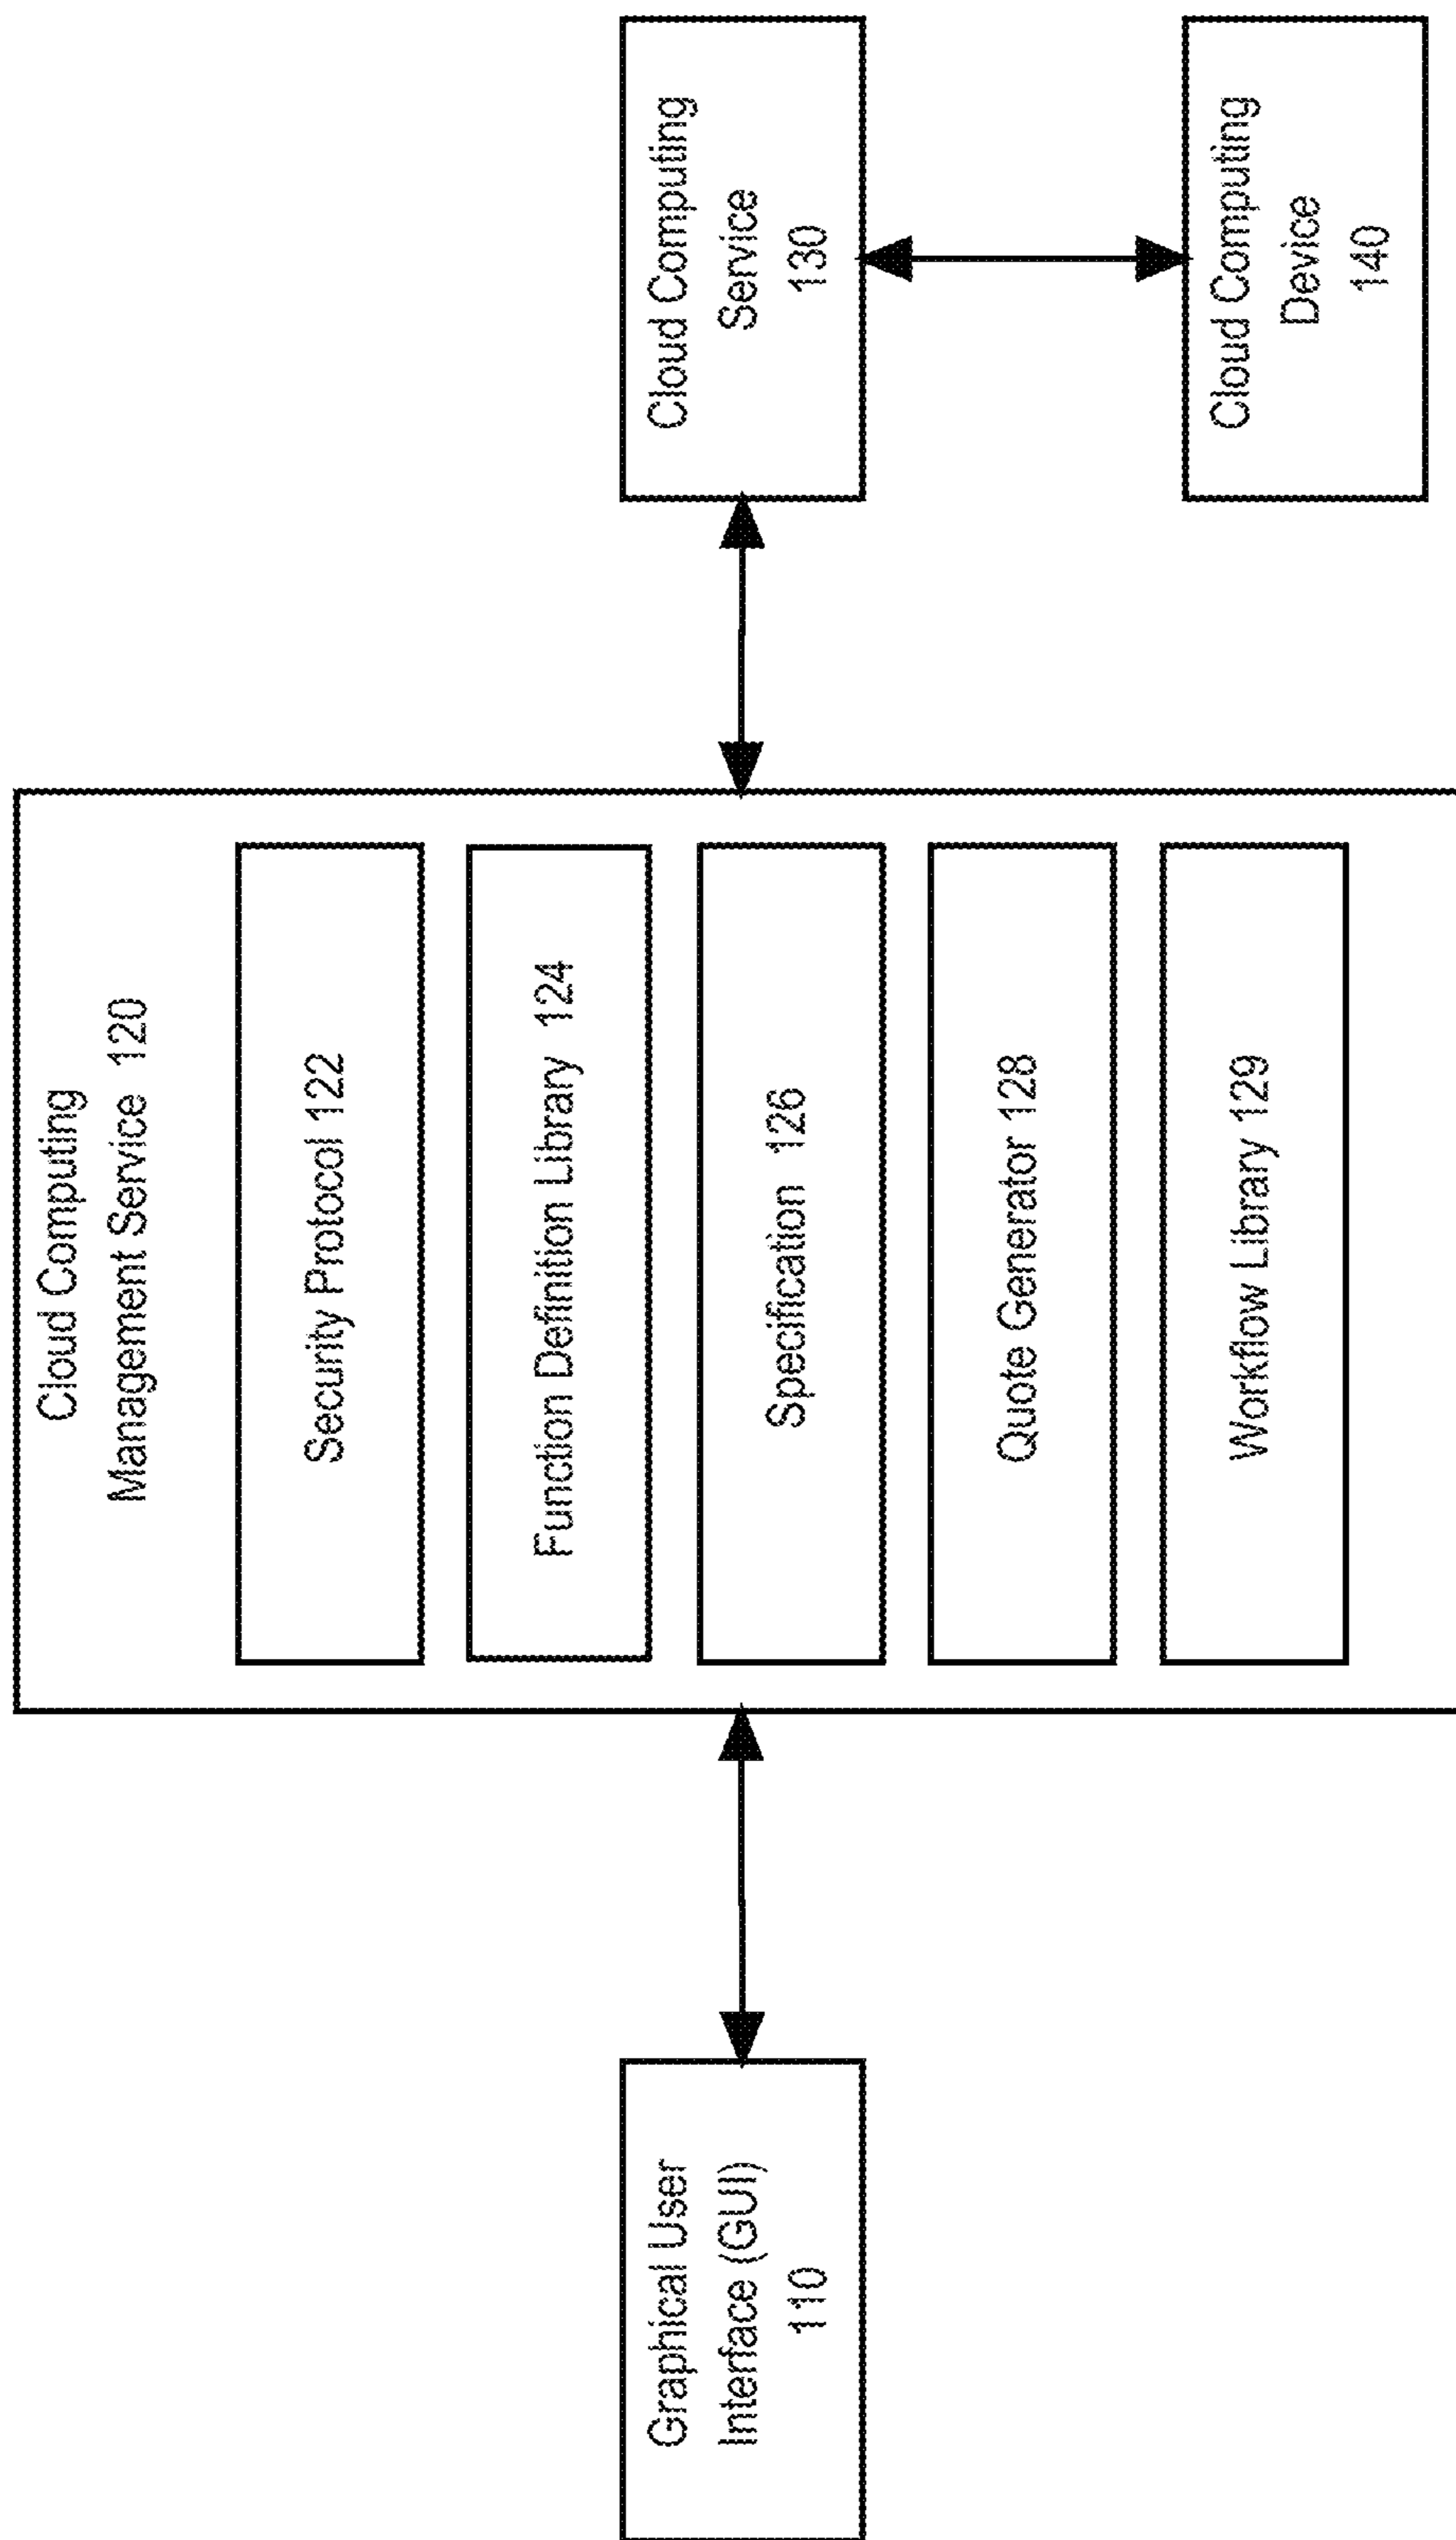 Graphical User
Interface (GUI)
110
Cloud Computing
Management Service 120
Security Protocol 122
Function Definition Library 124
Specification 126
Quote Generator 128
Workflow Library 129
Cloud Computing
Service
130
Cloud Computing
Device
140